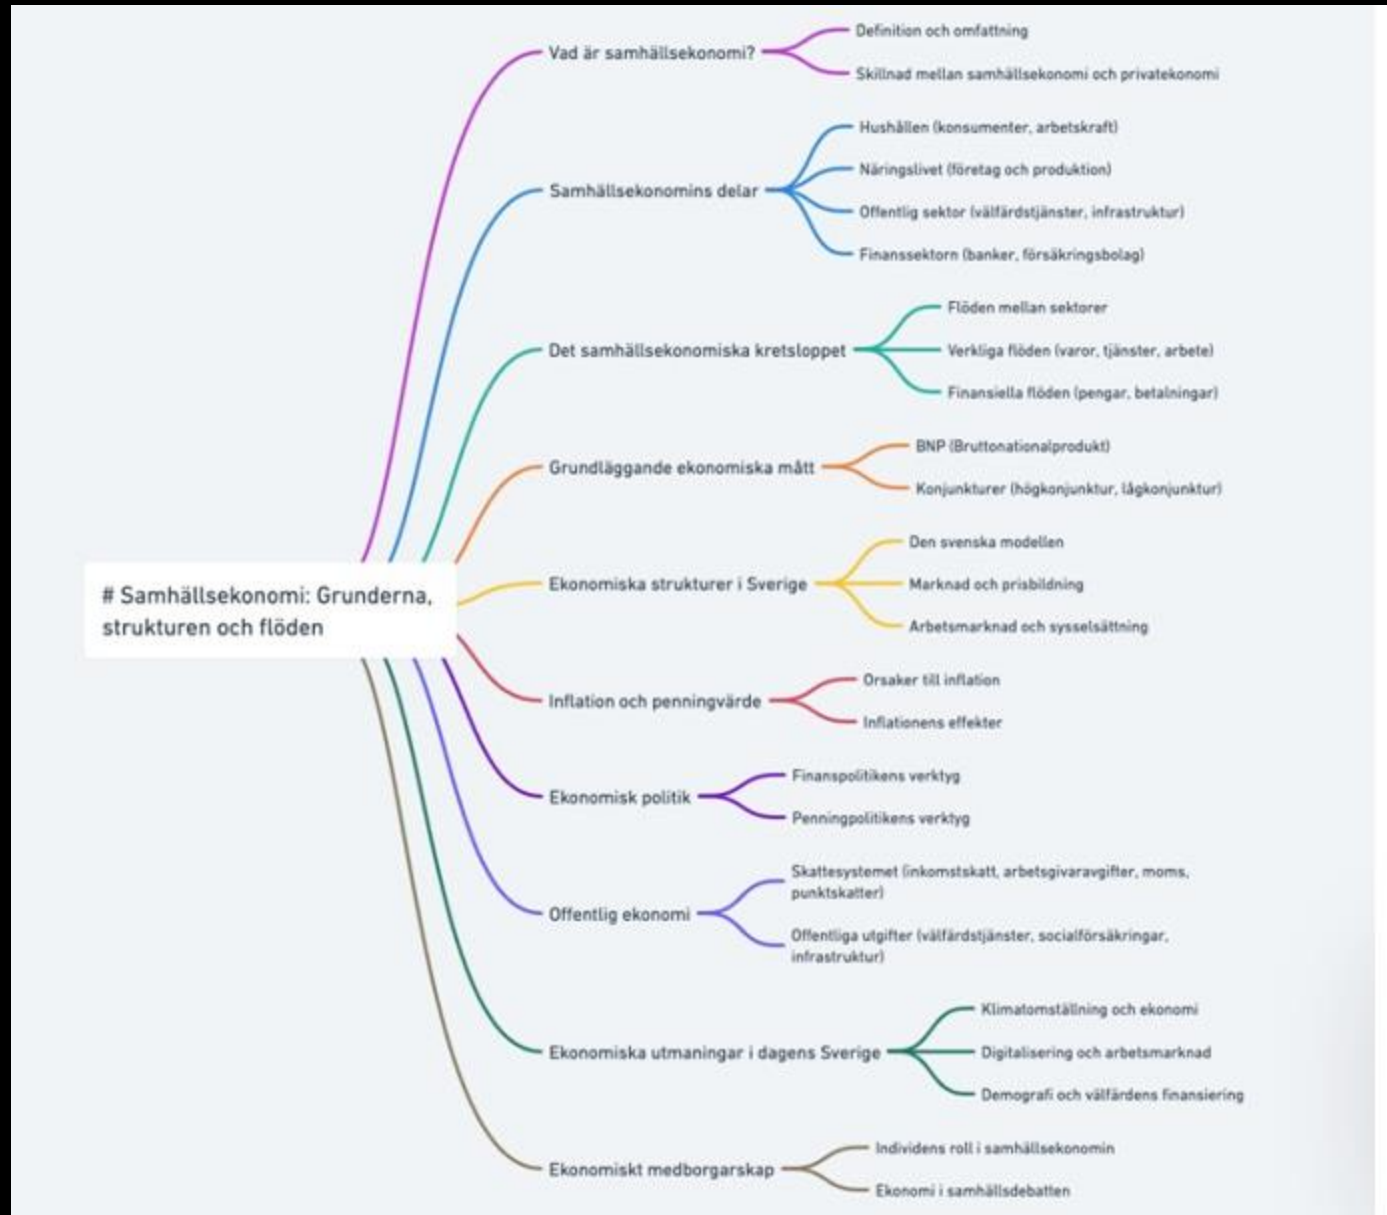 Vad är samhällsekonomi?
Definition och omfattning
Skillnad mellan samhällsekonomi och privatekonomi
Samhällsekonomins delar
Hushållen (konsumenter, arbetskraft)
Näringslivet (företag och produktion)
Offentlig sektor (välfärdstjänster, infrastruktur)
Finanssektorn (banker, försäkringsbolag)
Det samhällsekonomiska kretsloppet
Flöden mellan sektorer
Verkliga flöden (varor, tjänster, arbete)
Finansiella flöden (pengar, betalningar)
Grundläggande ekonomiska mått
BNP (Bruttonationalprodukt)
Konjunkturer (högkonjunktur, lågkonjunktur)
# Samhällsekonomi: Grunderna,
strukturen och flöden
Ekonomiska strukturer i Sverige
Den svenska modellen
Marknad och prisbildning
Arbetsmarknad och sysselsättning
Inflation och penningvärde
Orsaker till inflation
Inflationens effekter
Ekonomisk politik
Finanspolitikens verktyg
Penningpolitikens verktyg
Offentlig ekonomi
Skattesystemet (inkomstskatt, arbetsgivaravgifter, moms,
punktskatter)
Offentliga utgifter (välfärdstjänster, socialförsäkringar,
infrastruktur)
Ekonomiska utmaningar i dagens Sverige
Klimatomställning och ekonomi
Digitalisering och arbetsmarknad
Demografi och välfärdens finansiering
Ekonomiskt medborgarskap
Individens roll i samhällsekonomin
Ekonomi i samhällsdebatten